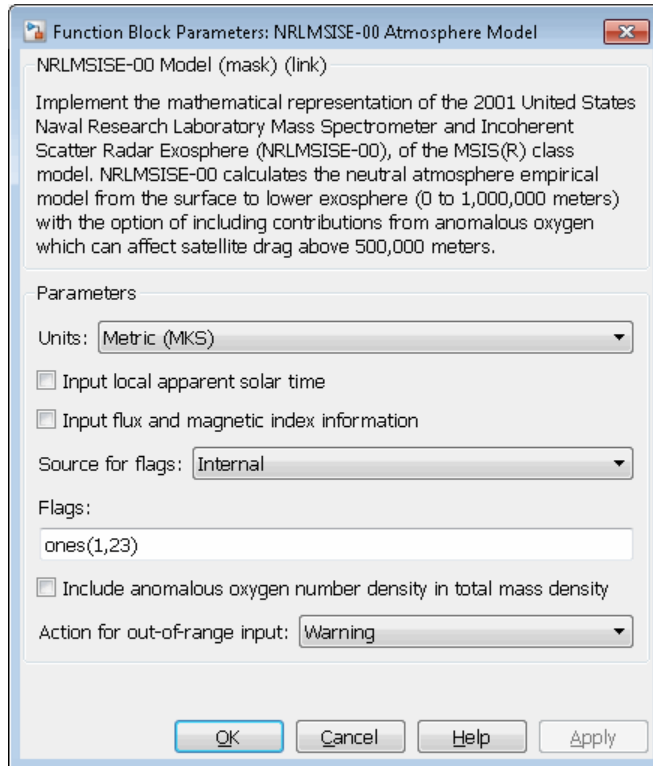 Function Block Parameters: NRLMSISE-00 Atmosphere Model
NRLMSISE-00 Model (mask) (link)
Implement the mathematical representation of the 2001 United States
Naval Research Laboratory Mass Spectrometer and Incoherent
Scatter Radar Exosphere (NRLMSISE-00), of the MSIS(R) class
model. NRLMSISE-00 calculates the neutral atmosphere empirical
model from the surface to lower exosphere (0 to 1,000,000 meters)
with the option of including contributions from anomalous oxygen
which can affect satellite drag above 500,000 meters.
Parameters
Units: Metric (MKS)
Input local apparent solar time
Input flux and magnetic index information
Source for flags: Internal
Flags:
ones(1,23)
Include anomalous oxygen number density in total mass density
Action for out-of-range input: Warning
OK Cancel Help Apply